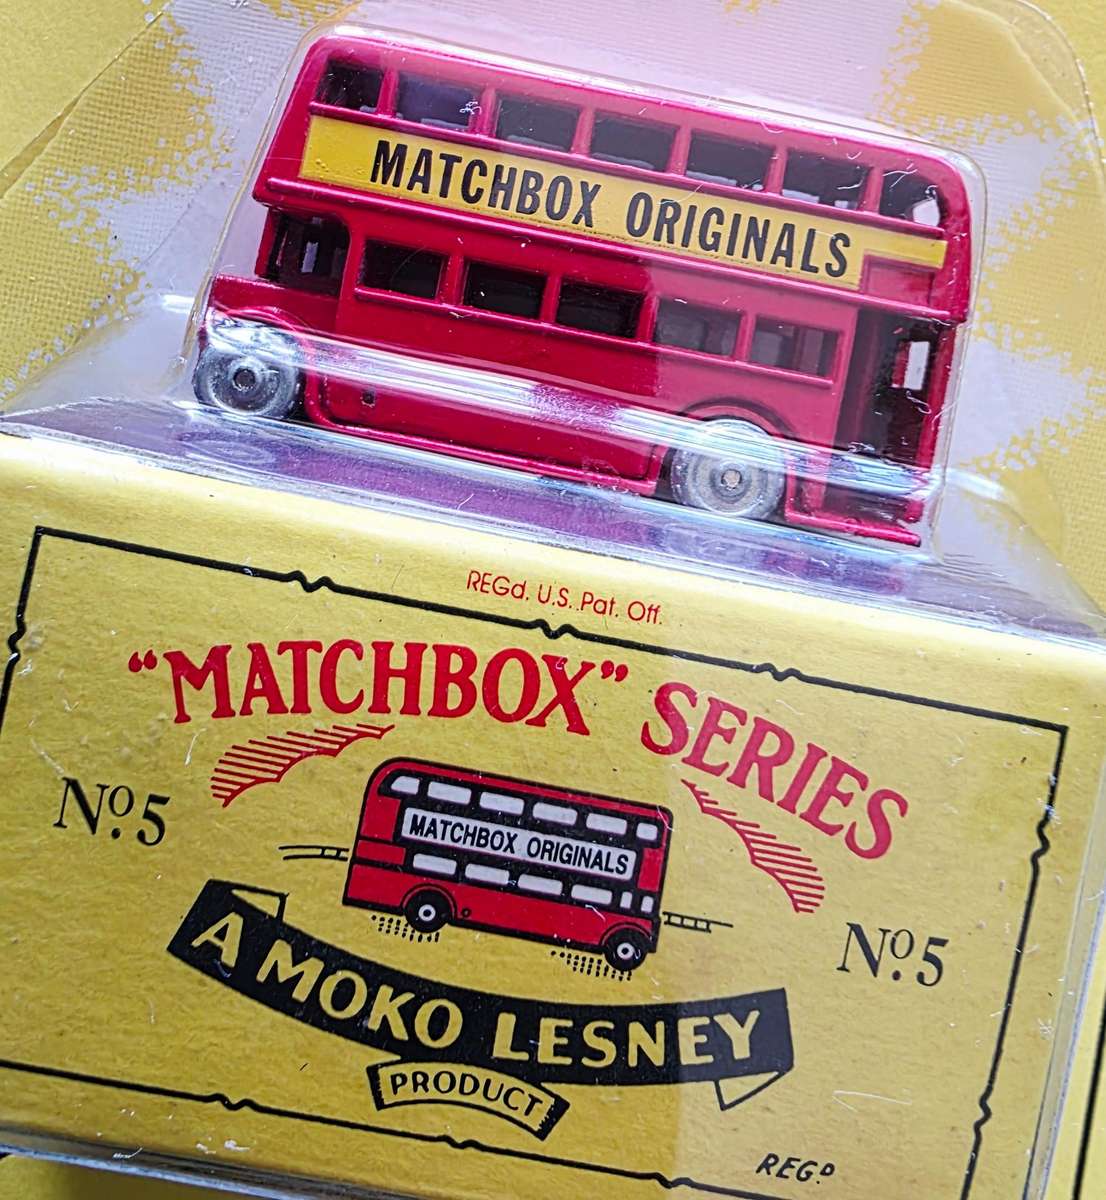 MATCHBOX ORIGINALS
REGd. U.S. Pat. Off.
"MATCHBOX" SERIES
Nº.5
MATCHBOX ORIGINALS
Nº.5
A MOKO LESNEY
PRODUCT
REGD